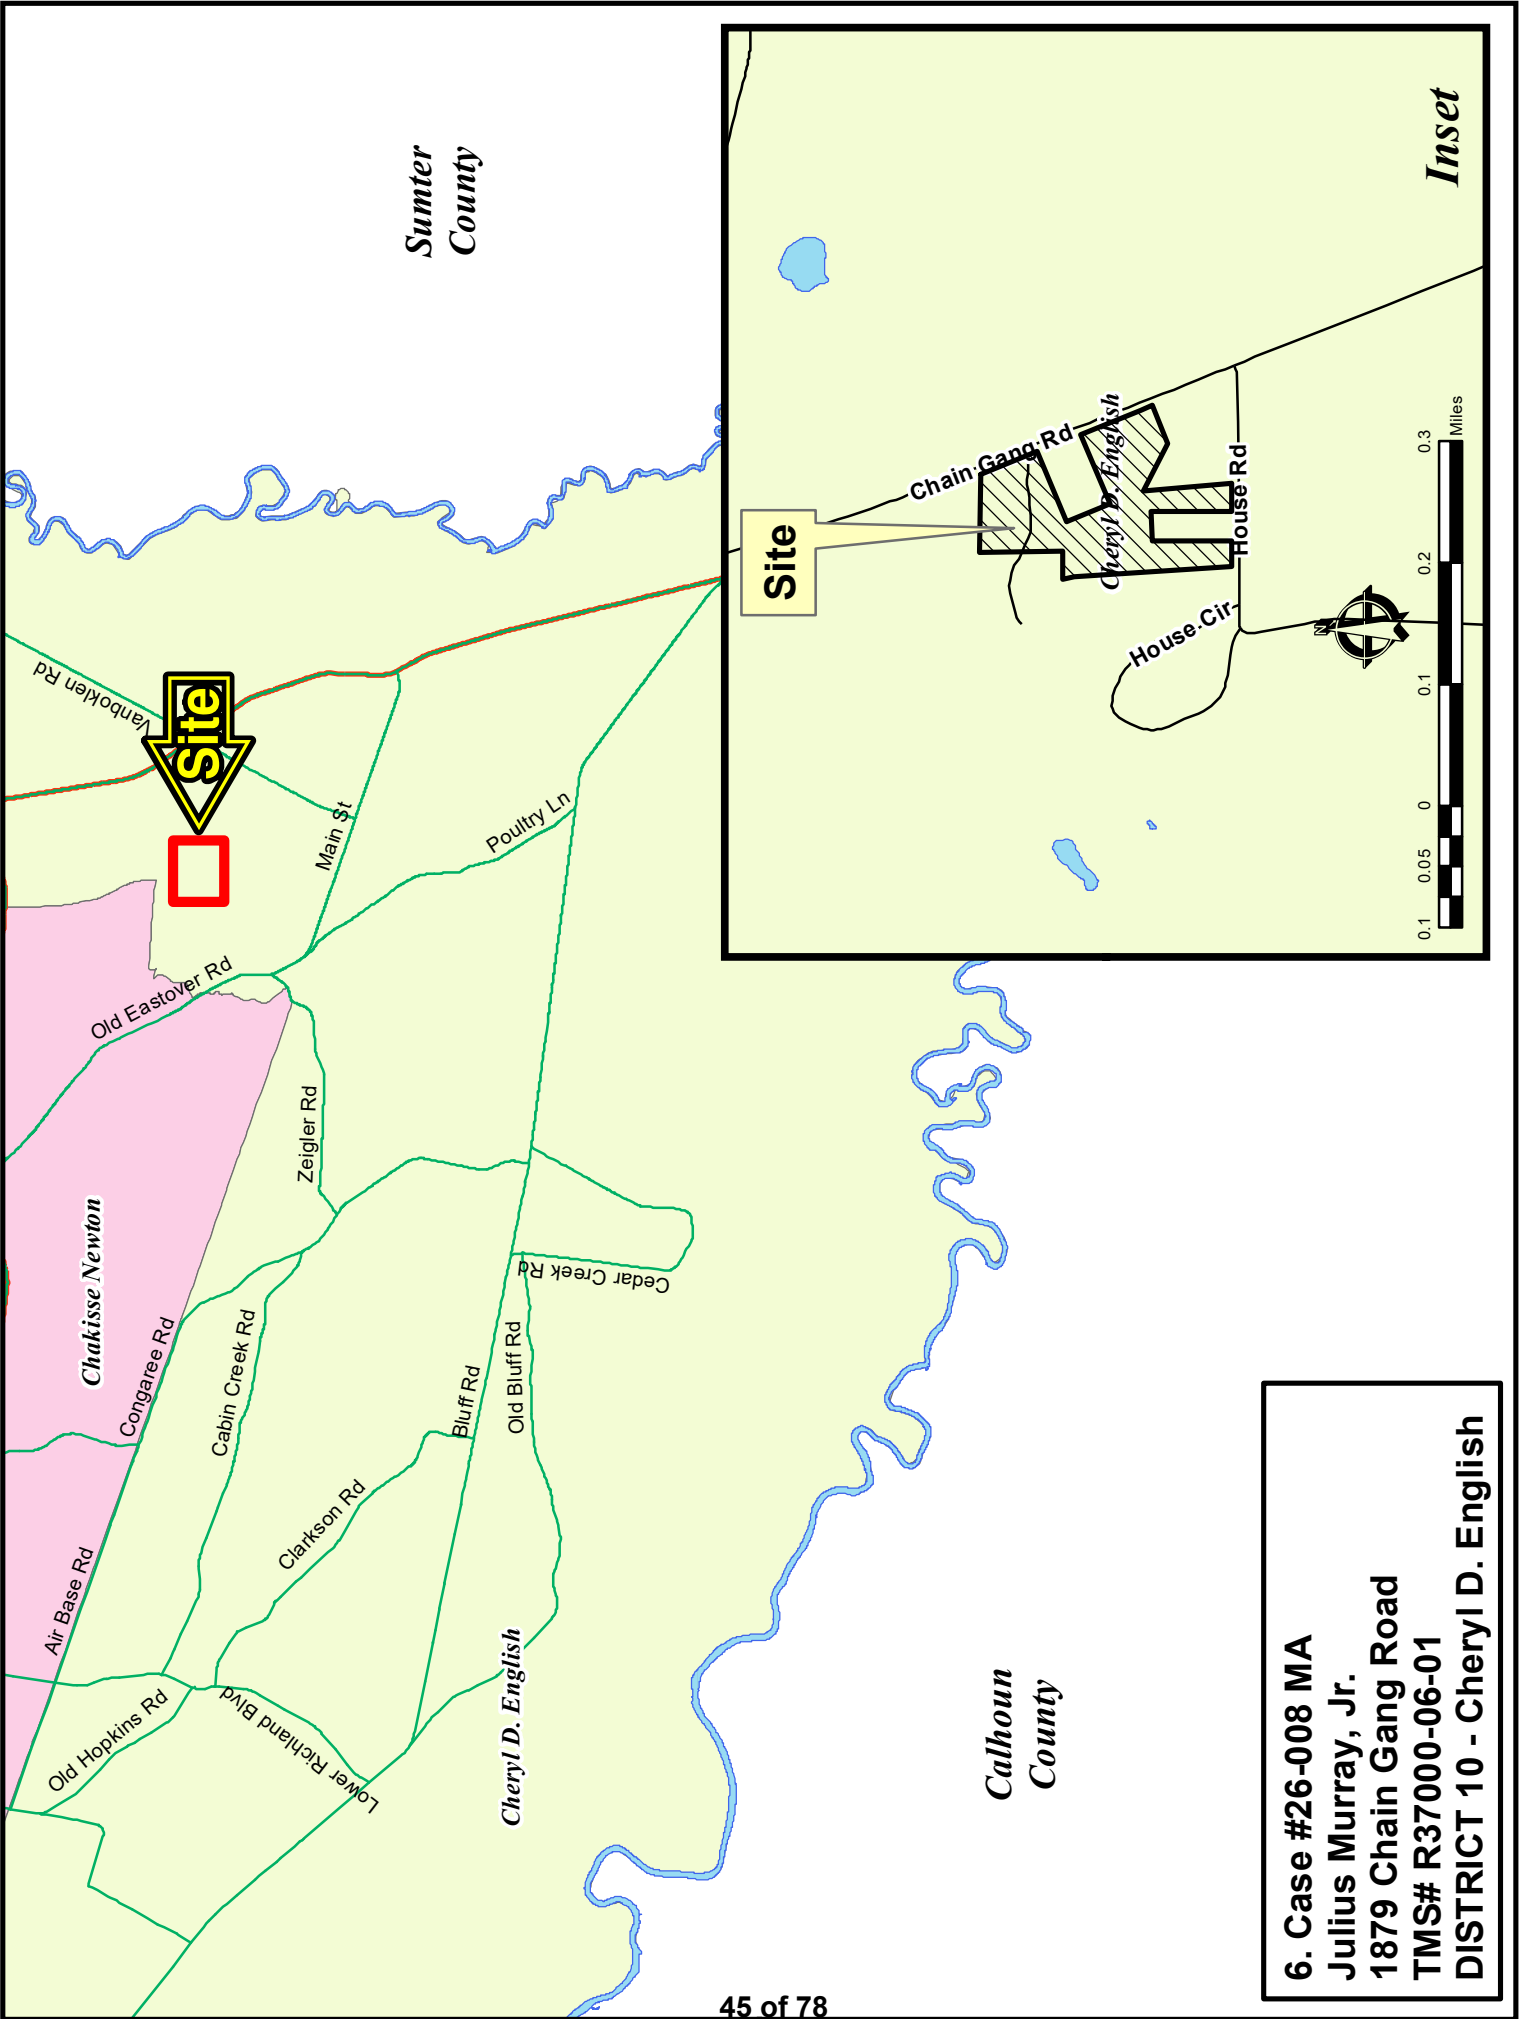 Sumter
County
Vanboklen Rd
Site
Main St
Poultry Ln
Old Eastover Rd
Zeigler Rd
Chakisse Newton
Congaree Rd
Cabin Creek Rd
Cedar Creek Rd
Bluff Rd
Old Bluff Rd
Clarkson Rd
Air Base Rd
Old Hopkins Rd
Lower Richland Blvd
Cheryl D. English
Calhoun
County
Site
Chain Gang Rd
Cheryl D. English
House Rd
House Cir
N
Inset
0.1 0.05 0 0.1 0.2 0.3
Miles
6. Case #26-008 MA
Julius Murray, Jr.
1879 Chain Gang Road
TMS# R37000-06-01
DISTRICT 10 - Cheryl D. English
45 of 78